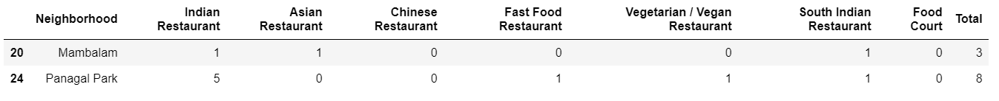 Neighborhood Indian Restaurant Asian Restaurant Chinese Restaurant Fast Food Restaurant Vegetarian / Vegan Restaurant South Indian Restaurant Food Court Total
20 Mambalam 1 1 0 0 0 1 0 3
24 Panagal Park 5 0 0 1 1 1 0 8